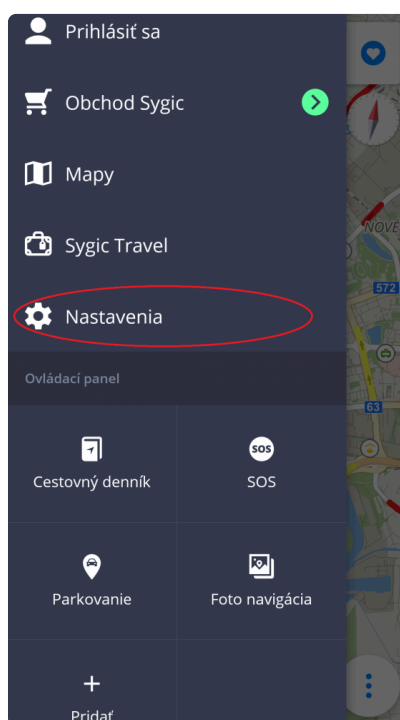 Prihlásiť sa
Obchod Sygic
Mapy
Sygic Travel
NOVÉ
572
Nastavenia
Ovládací panel
63
Cestovný denník
SOS
SOS
Parkovanie
Foto navigácia
Pridať